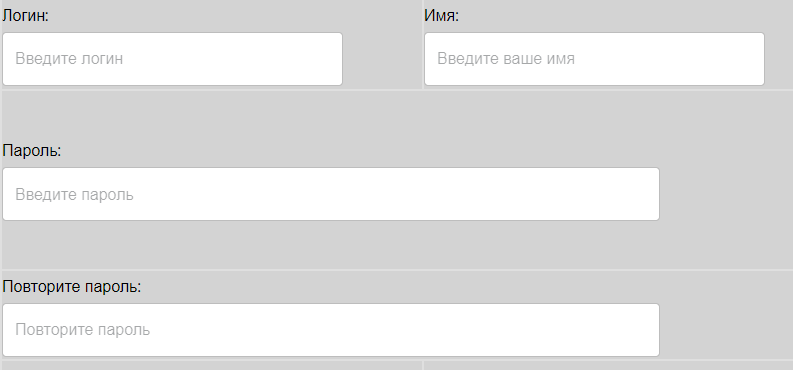 Логин:
Имя:
Введите логин
Введите ваше имя
Пароль:
Введите пароль
Повторите пароль:
Повторите пароль